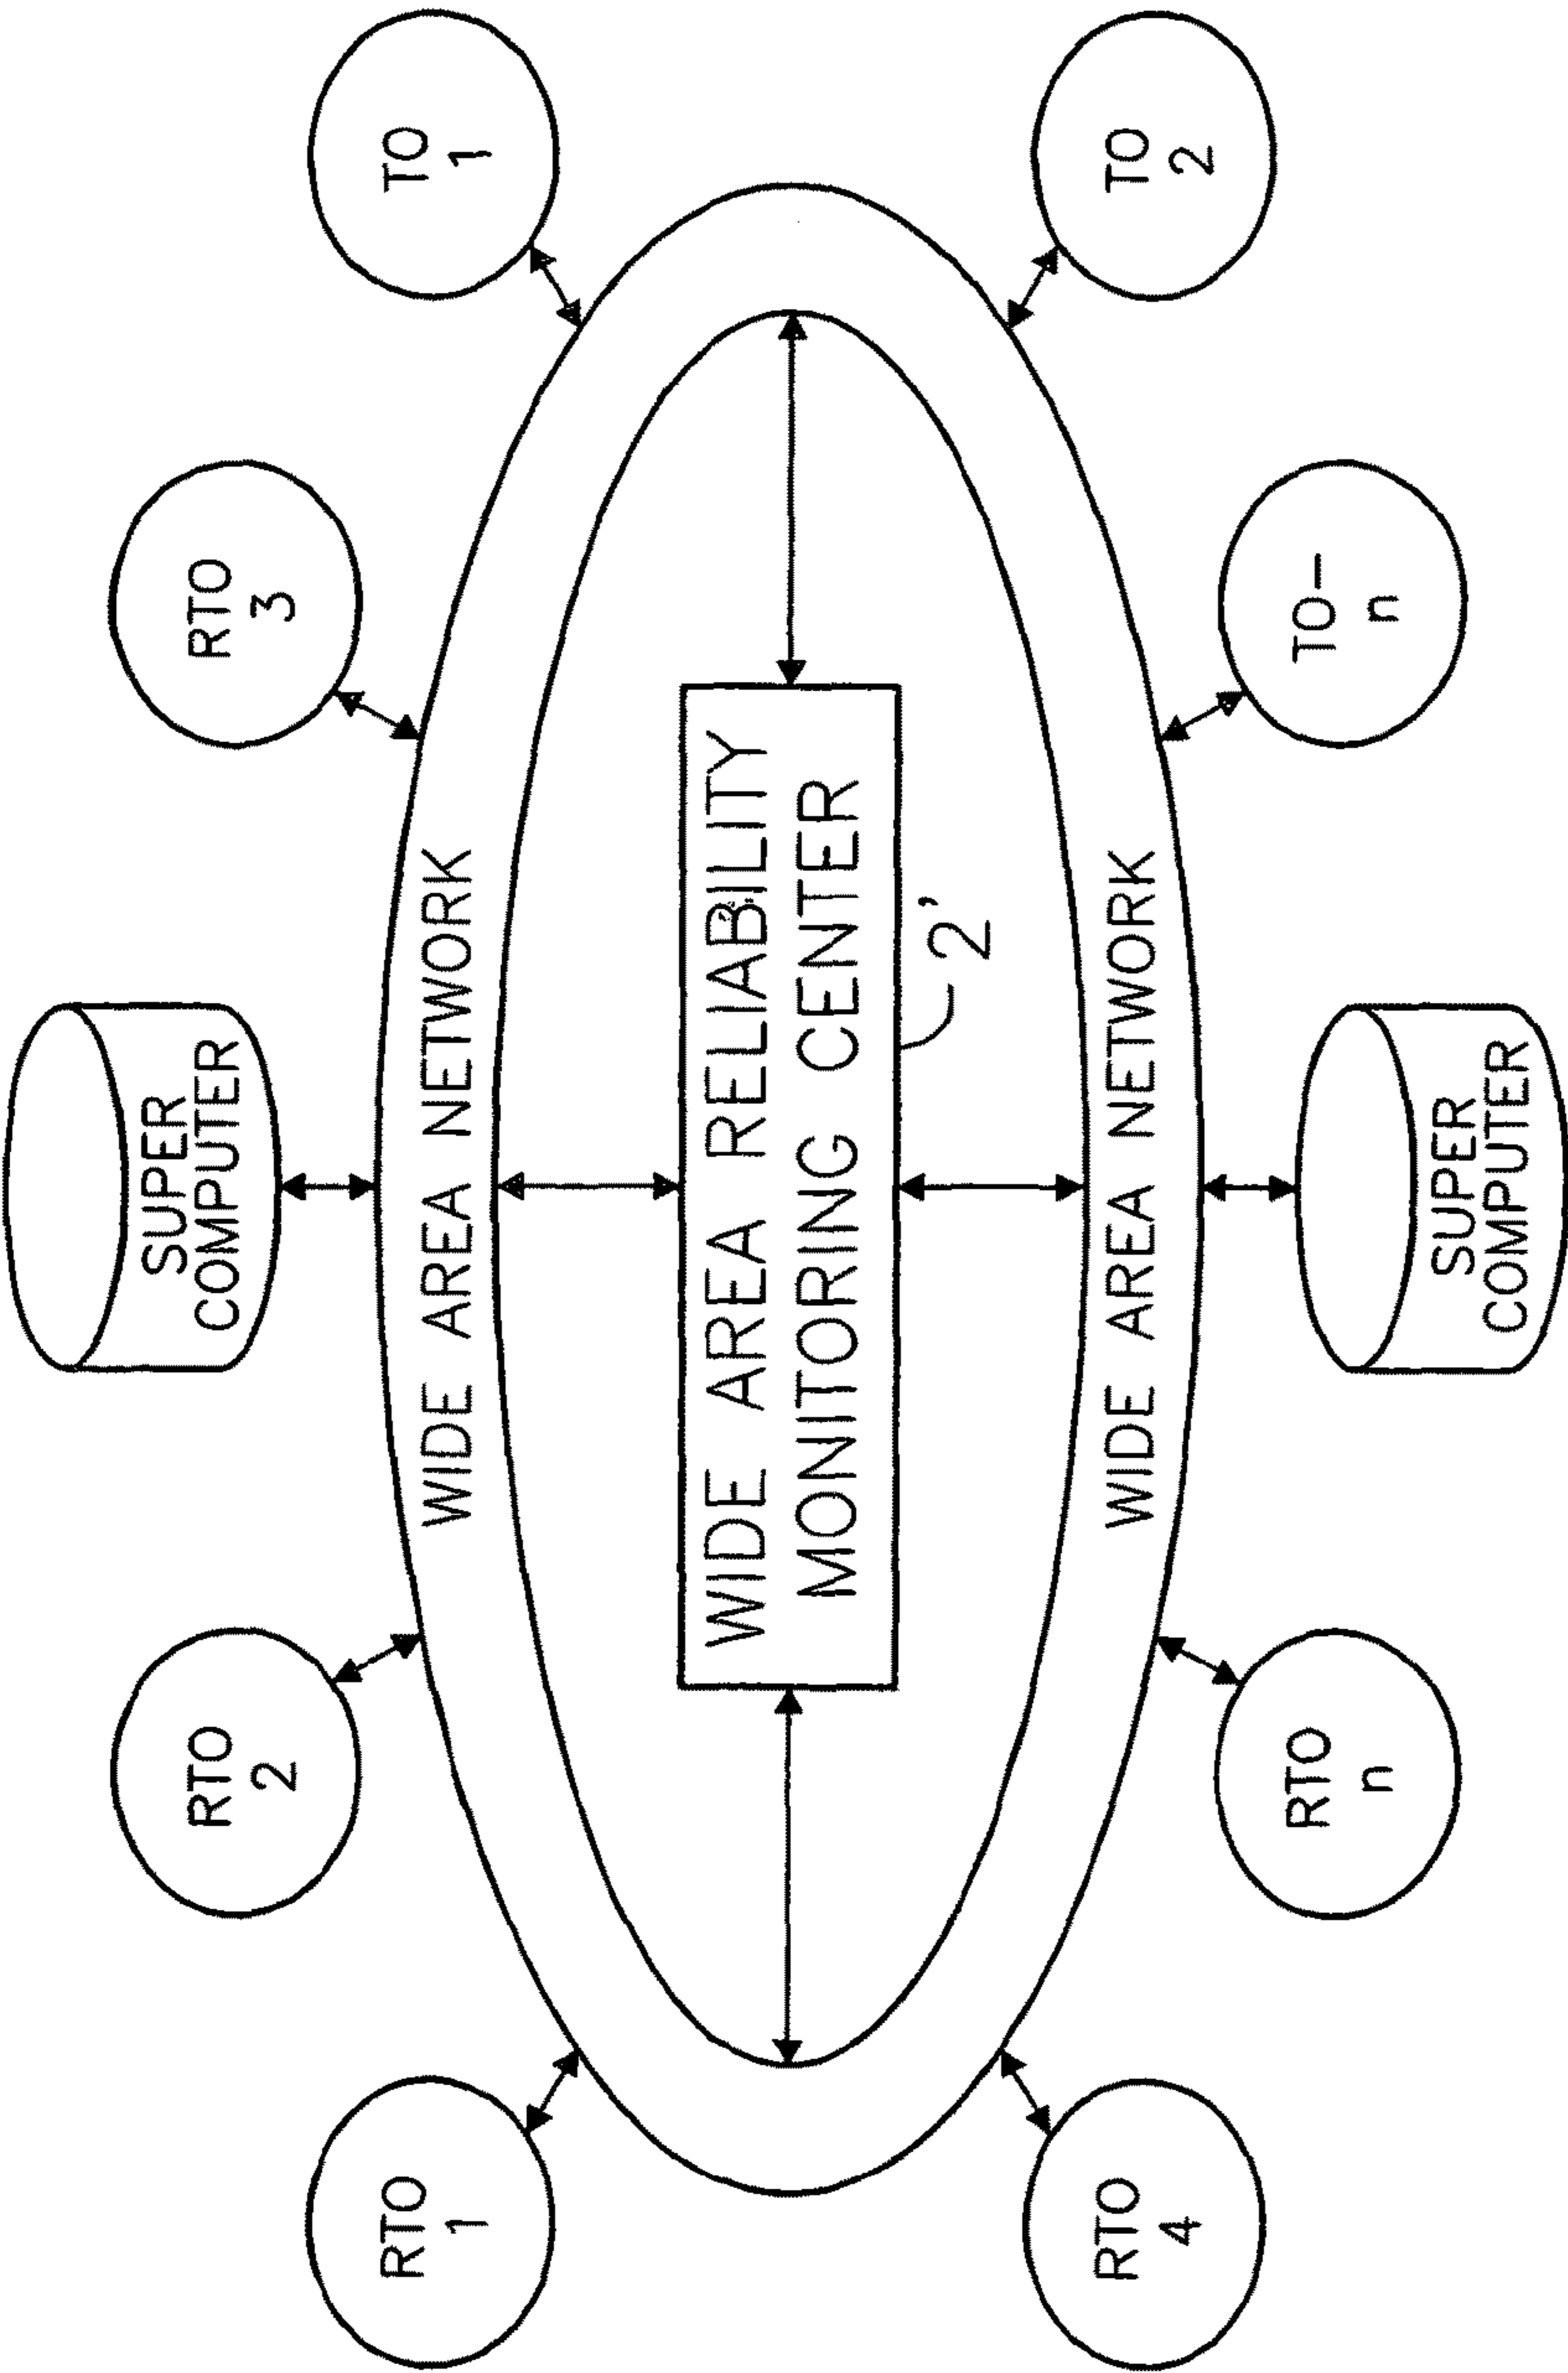 SUPER
COMPUTER
RTO
2
RTO
3
RTO
1
TO
1
WIDE AREA NETWORK
WIDE AREA RELIABILITY
MONITORING CENTER
2'
WIDE AREA NETWORK
RTO
4
TO
2
RTO
n
TO-
n
SUPER
COMPUTER